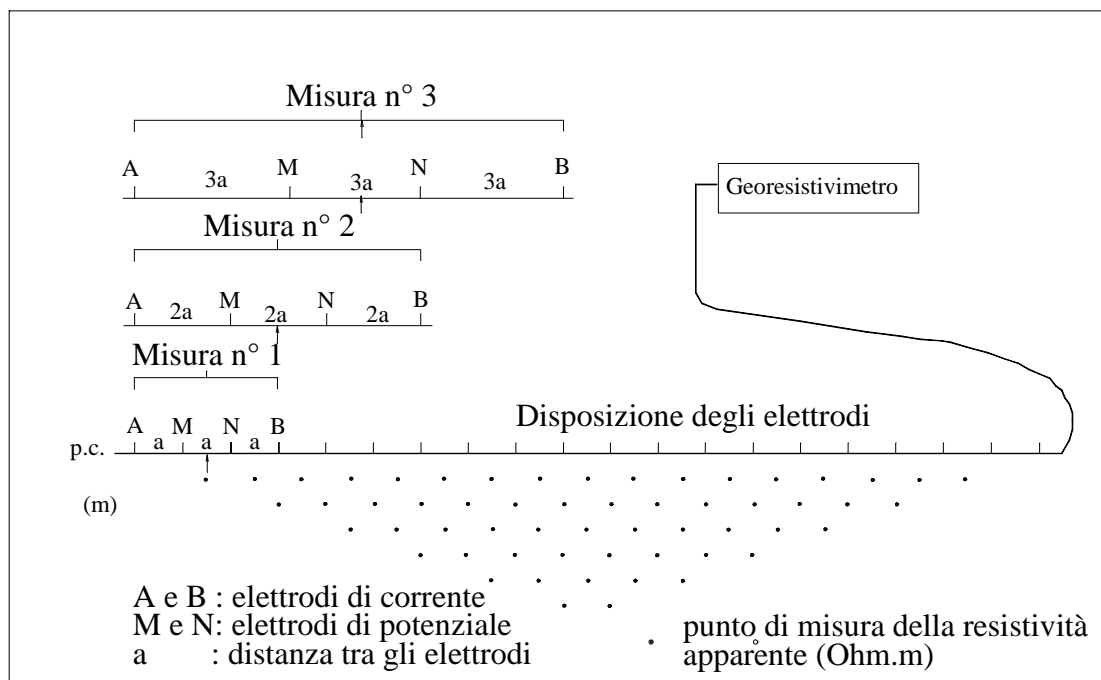 Misura n° 3
A M N B
3a 3a 3a
Georesistivimetro
Misura n° 2
A M N B
2a 2a 2a
Misura n° 1
A M N B
a a a
Disposizione degli elettrodi
p.c.
(m)
A e B : elettrodi di corrente
M e N: elettrodi di potenziale
a : distanza tra gli elettrodi
punto di misura della resistività
apparente (Ohm.m)